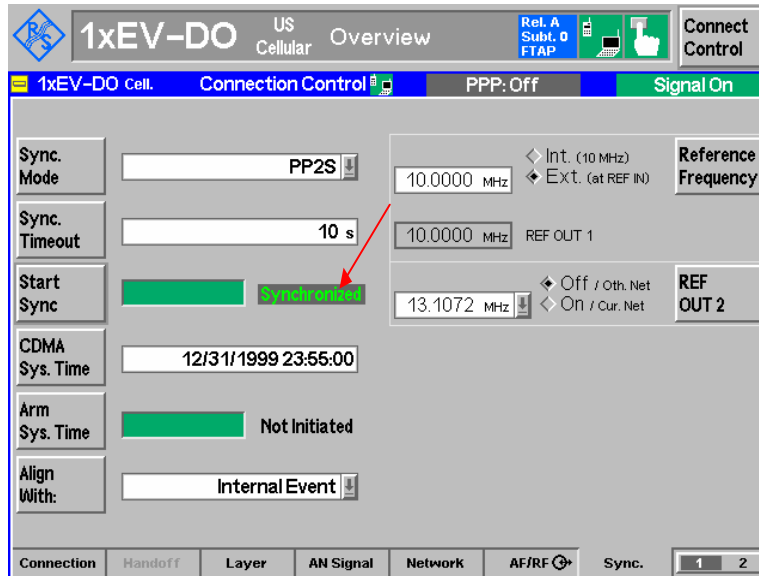 R&S
1xEV-DO US Cellular Overview
Rel. A
Subt. 0
FTAP
Connect Control
1xEV-DO Cell. Connection Control PPP: Off Signal On
Sync. Mode PP2S
10.0000 MHz Int. (10 MHz)
Ext. (at REF IN)
Reference Frequency
Sync. Timeout 10 s
10.0000 MHz REF OUT 1
Start Sync Synchronized
13.1072 MHz Off / Oth. Net
On / Cur. Net
REF OUT 2
CDMA Sys. Time 12/31/1999 23:55:00
Arm Sys. Time Not Initiated
Align With: Internal Event
Connection Handoff Layer AN Signal Network AF/RF Sync. 1 2